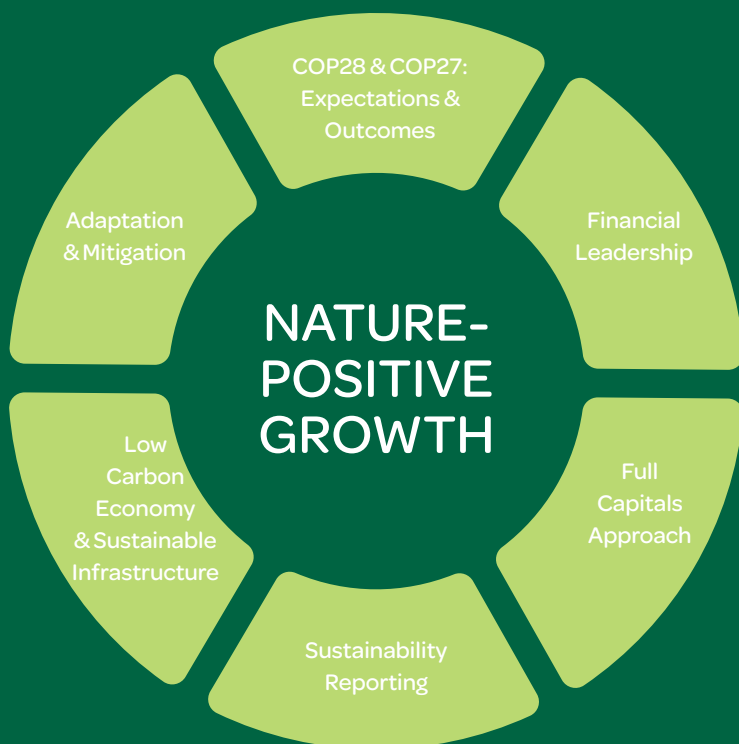 COP28 & COP27:
Expectations &
Outcomes
Financial
Leadership
Full
Capitals
Approach
Sustainability
Reporting
Low
Carbon
Economy
& Sustainable
Infrastructure
Adaptation
& Mitigation
NATURE-
POSITIVE
GROWTH